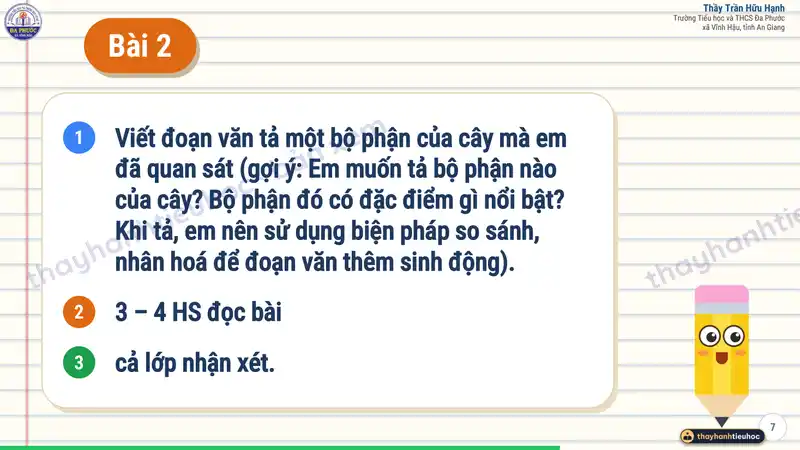 Thầy Trần Hữu Hạnh
Trường Tiểu học và THCS Đa Phước
xã Vĩnh Hậu, tỉnh An Giang
ĐA PHƯỚC
Bài 2
1 Viết đoạn văn tả một bộ phận của cây mà em
đã quan sát (gợi ý: Em muốn tả bộ phận nào
của cây? Bộ phận đó có đặc điểm gì nổi bật?
Khi tả, em nên sử dụng biện pháp so sánh,
nhân hoá để đoạn văn thêm sinh động).
2 3 – 4 HS đọc bài
3 cả lớp nhận xét.
7
thayhanhtieuhoc